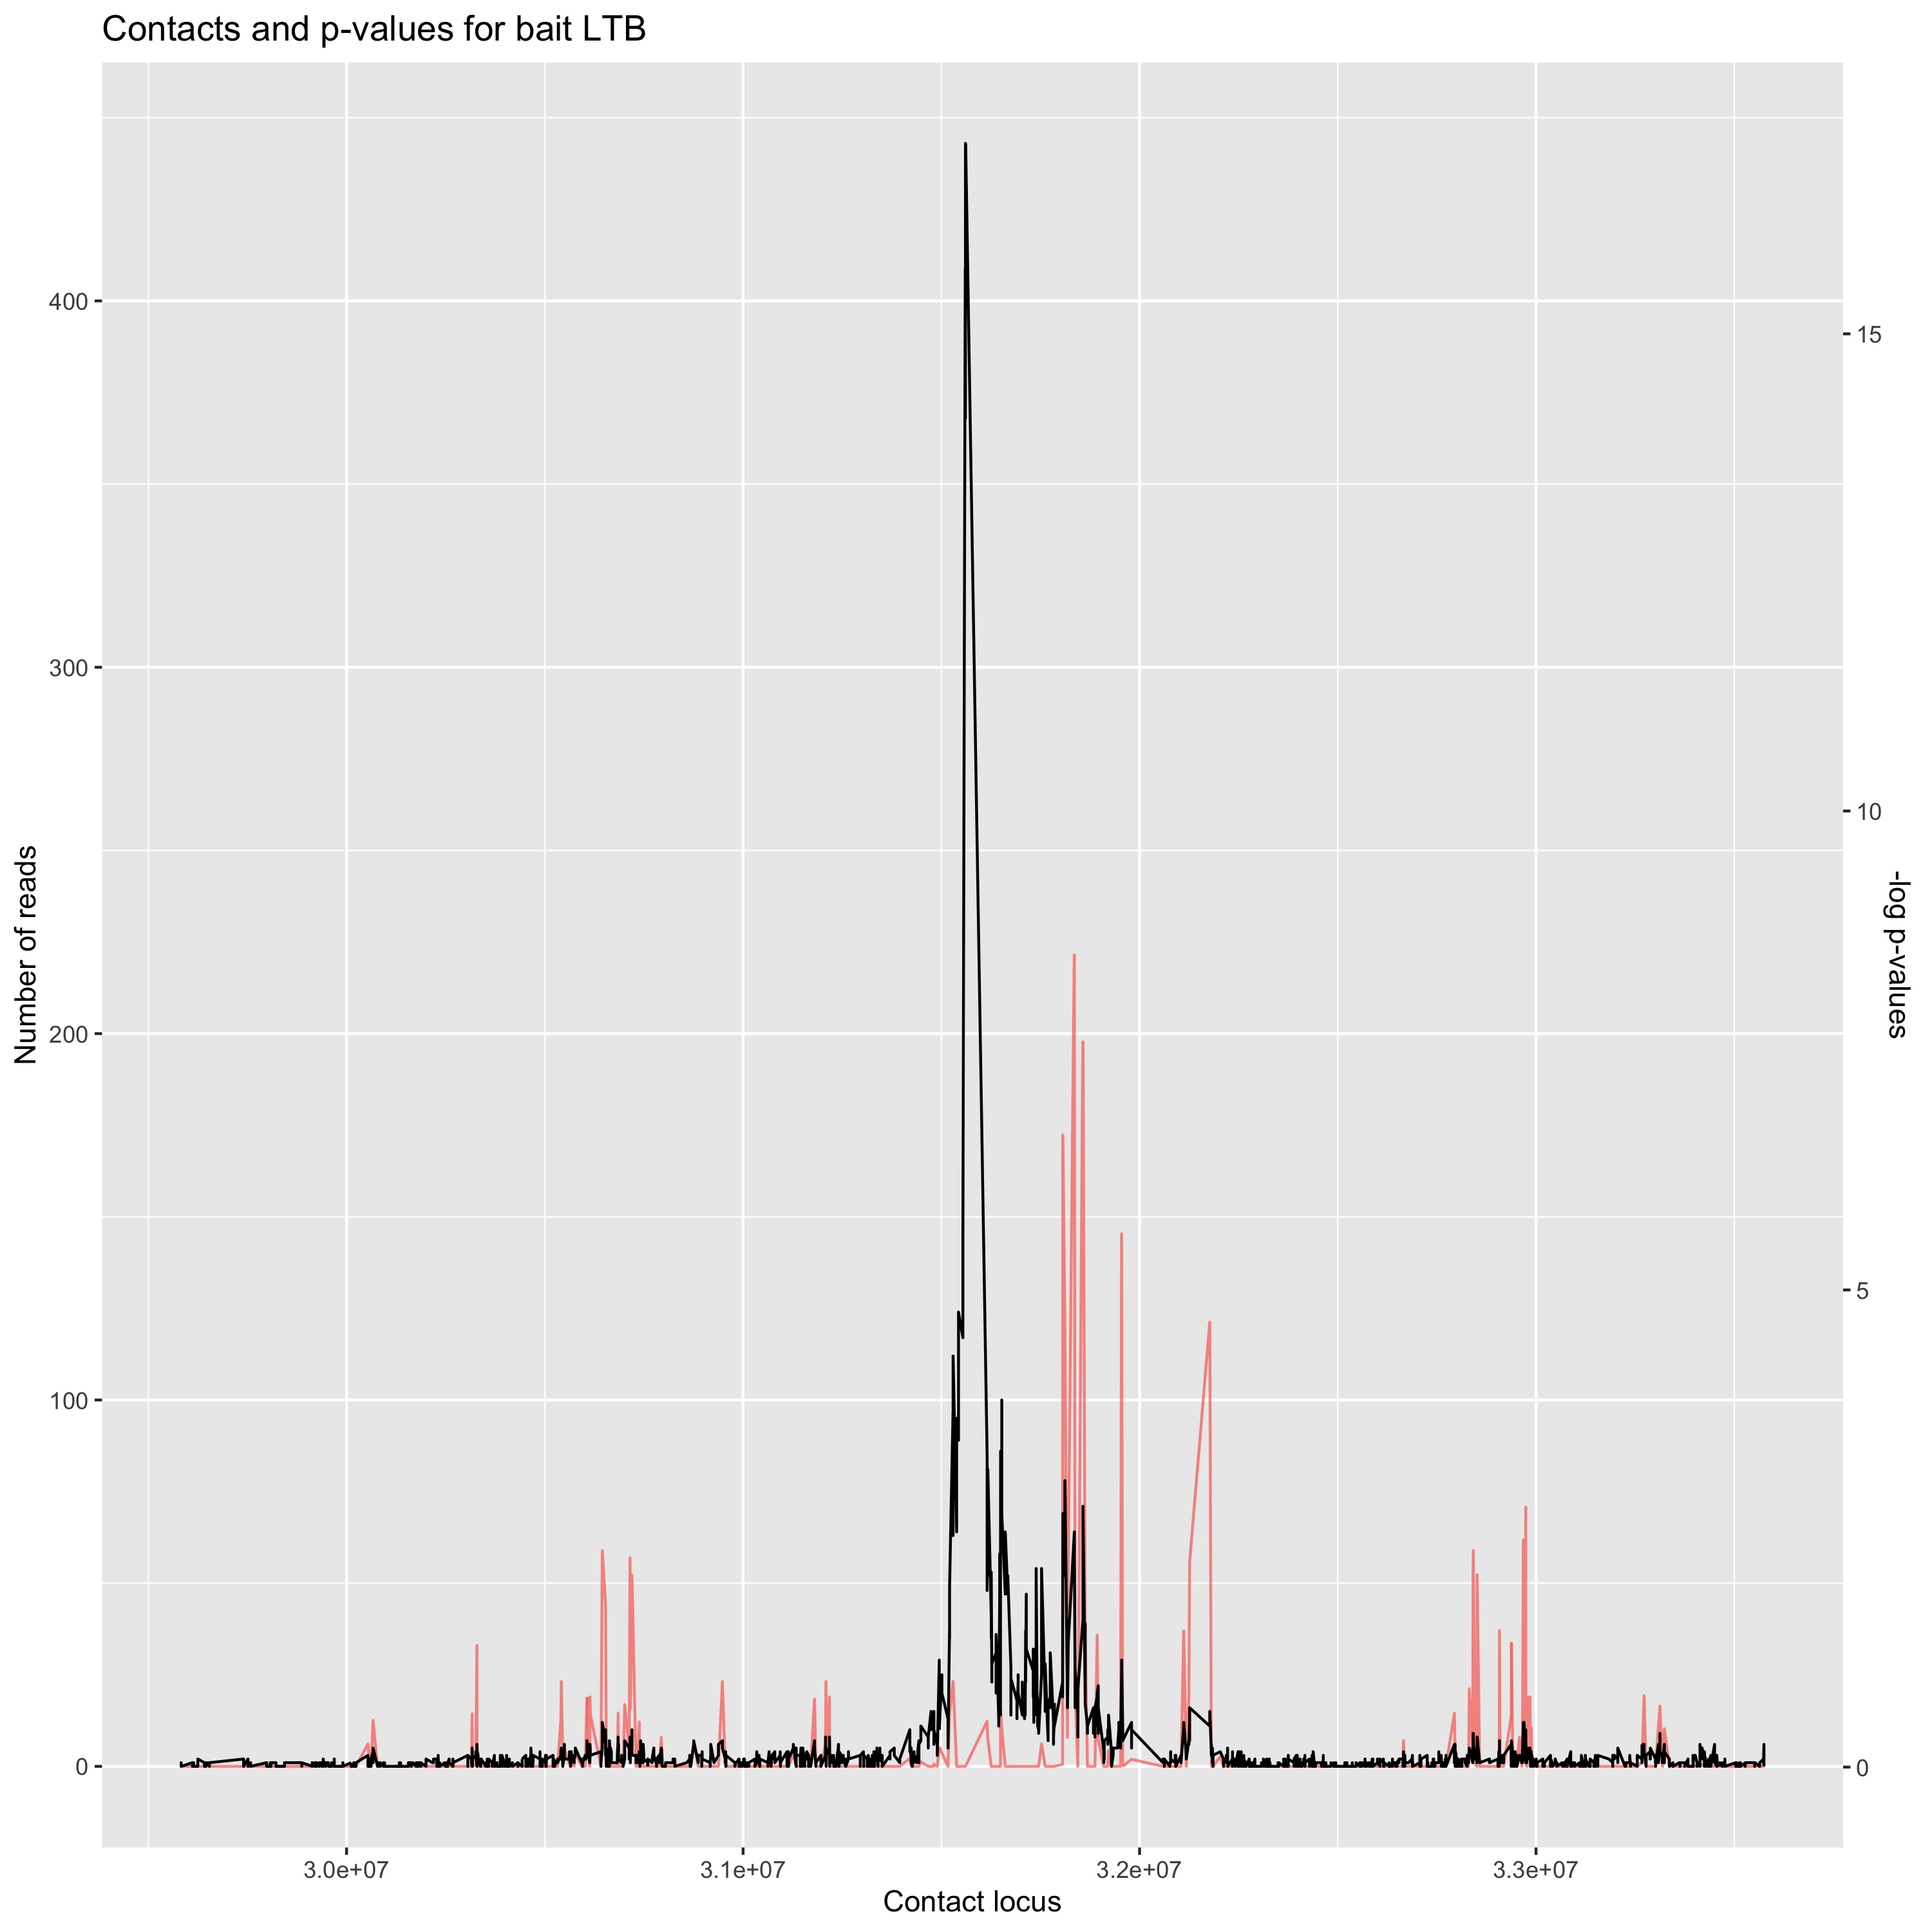 Contacts and p-values for bait LTB
Number of reads
400
300
200
100
0
15
10
5
0
-log p-values
3.0e+07
3.1e+07
3.2e+07
3.3e+07
Contact locus